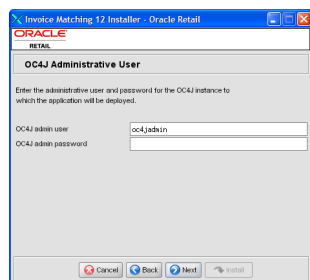 Invoice Matching 12 Installer - Oracle Retail
ORACLE
RETAIL
OC4J Administrative User
Enter the administrative user and password for the OC4J instance to
which the application will be deployed.
OC4J admin user
oc4jadmin
OC4J admin password
Cancel
Back
Next
Install